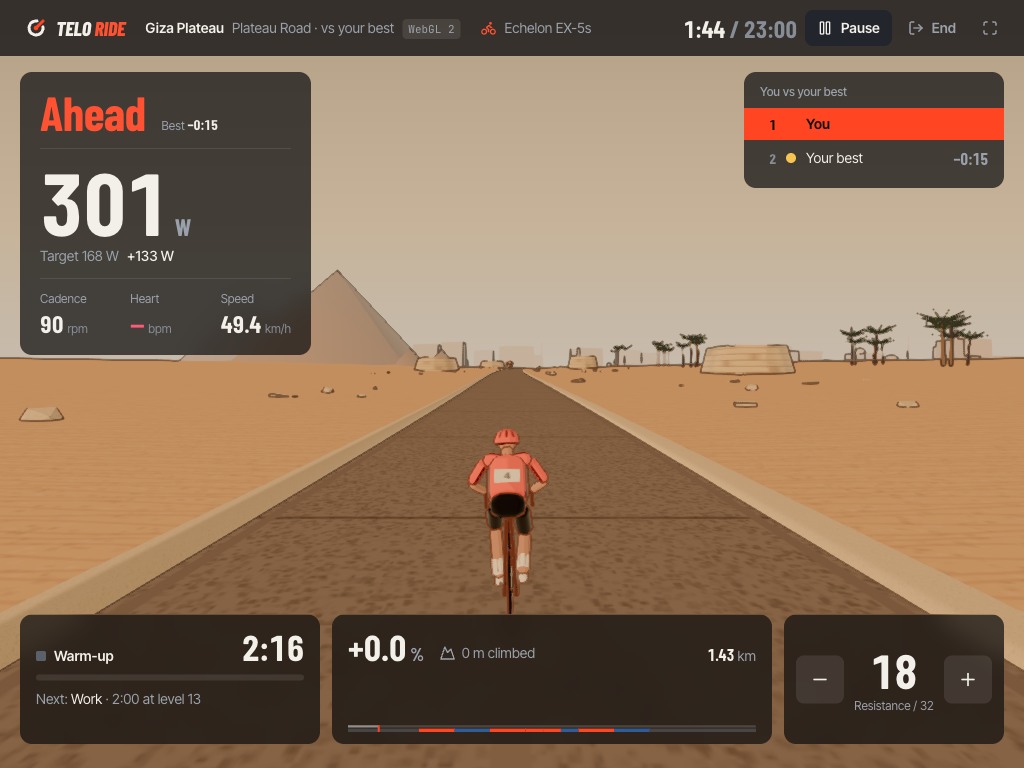 TELO RIDE Giza Plateau Plateau Road · vs your best WebGL 2 Echelon EX-5s 1:44 / 23:00 Pause End
Ahead Best −0:15
301 W
Target 168 W +133 W
Cadence Heart Speed
90 rpm – bpm 49.4 km/h
You vs your best
1 You
2 Your best −0:15
4
Warm-up 2:16
Next: Work · 2:00 at level 13
+0.0 % 0 m climbed 1.43 km
− 18 +
Resistance / 32